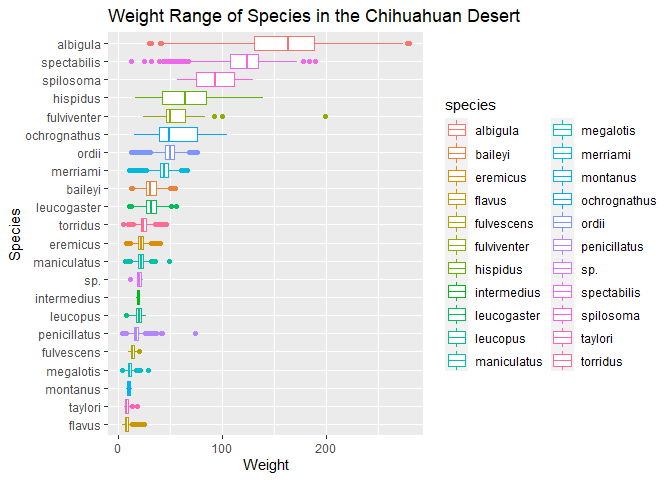 Weight Range of Species in the Chihuahuan Desert
Species
albigula
spectabilis
spilosoma
hispidus
fulviventer
ochrognathus
ordii
merriami
baileyi
leucogaster
torridus
eremicus
maniculatus
sp.
intermedius
leucopus
penicillatus
fulvescens
megalotis
montanus
taylori
flavus
0 100 200
Weight
species
albigula
baileyi
eremicus
flavus
fulvescens
fulviventer
hispidus
intermedius
leucogaster
leucopus
maniculatus
megalotis
merriami
montanus
ochrognathus
ordii
penicillatus
sp.
spectabilis
spilosoma
taylori
torridus